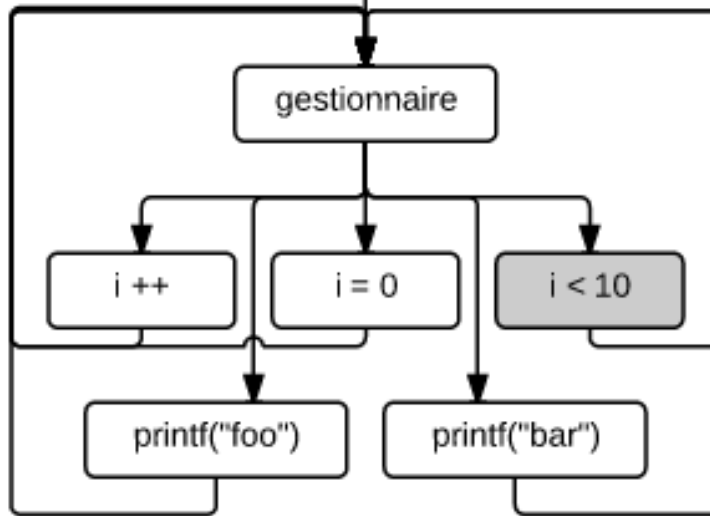 gestionnaire
i ++
i = 0
i < 10
printf("foo")
printf("bar")